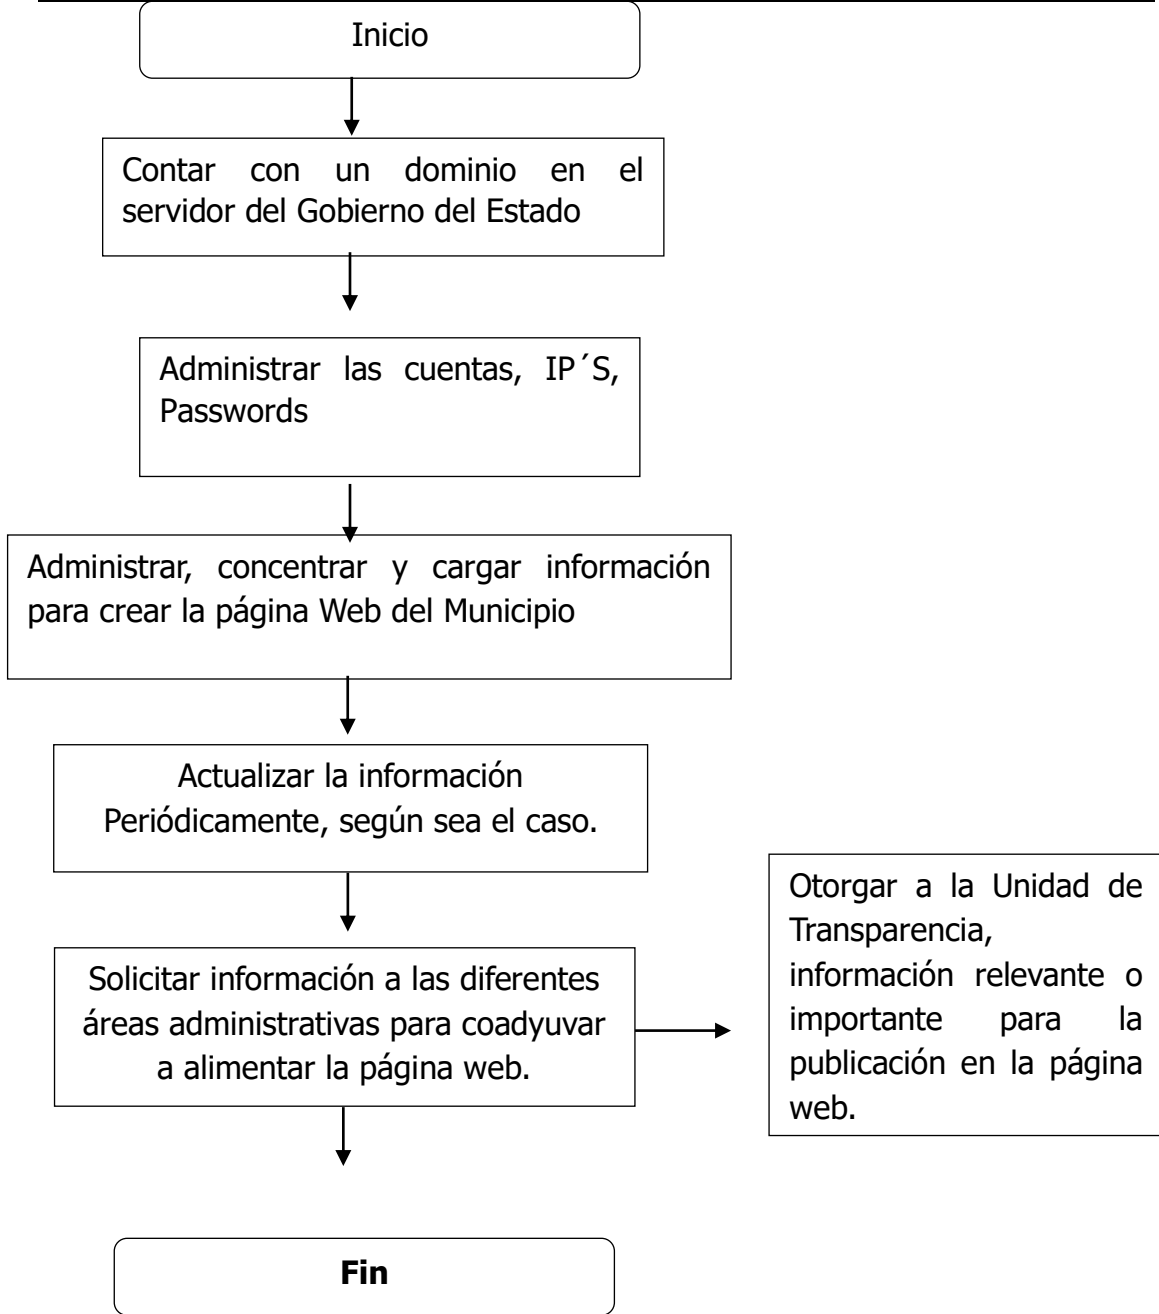 Inicio
Contar con un dominio en el
servidor del Gobierno del Estado
Administrar las cuentas, IP´S,
Passwords
Administrar, concentrar y cargar información
para crear la página Web del Municipio
Actualizar la información
Periódicamente, según sea el caso.
Solicitar información a las diferentes
áreas administrativas para coadyuvar
a alimentar la página web.
Otorgar a la Unidad de
Transparencia,
información relevante o
importante para la
publicación en la página
web.
Fin